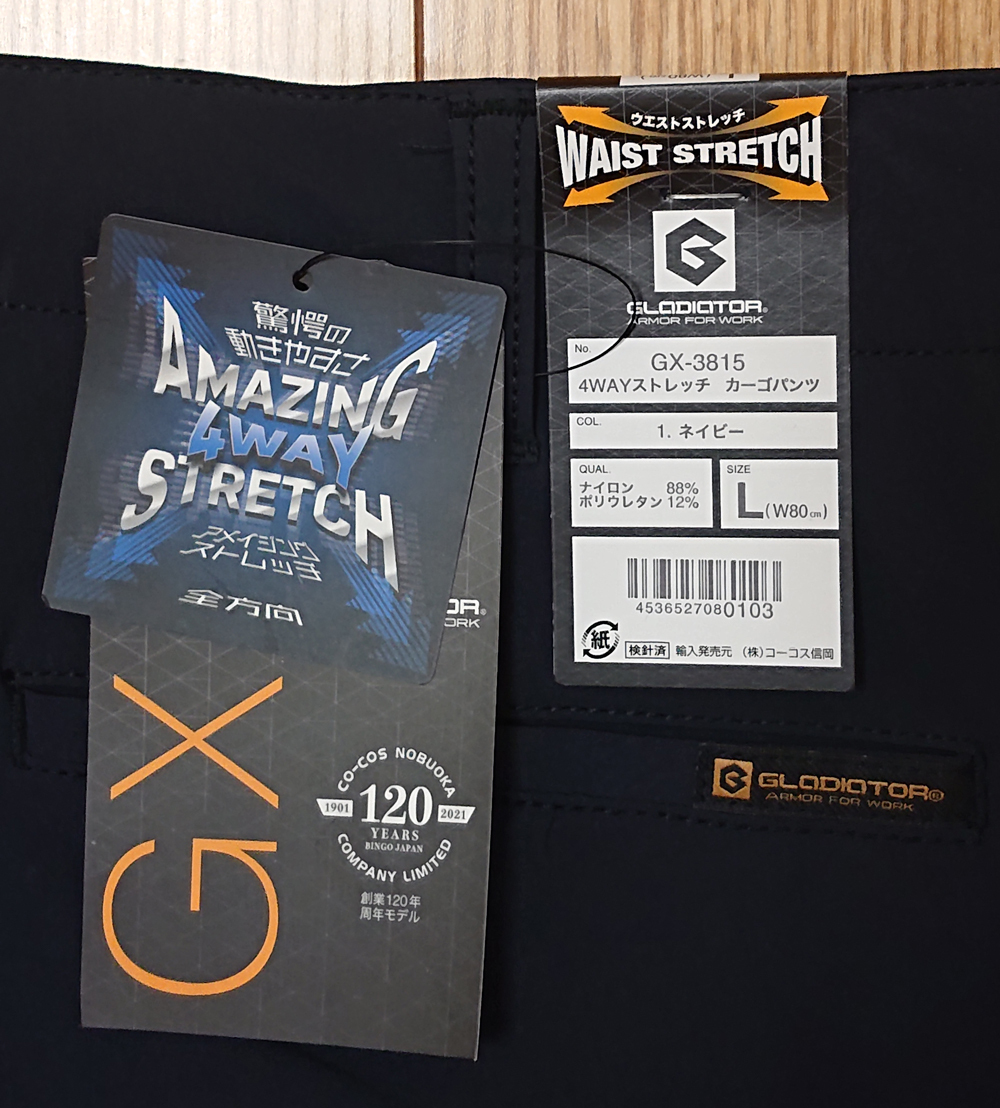 ウエストストレッチ
WAIST STRETCH
GLADIATOR®
ARMOR FOR WORK
No.
GX-3815
4WAYストレッチ カーゴパンツ
COL.
1. ネイビー
QUAL.
ナイロン 88%
ポリウレタン 12%
SIZE
L(W80㎝)
4536527080103
紙
検針済 輸入発売元 (株)コーコス信岡
驚愕の
動きやすさ
AMAZING
4WAY
STRETCH
アメイジング
ストレッチ
全方向
OR®
ORK
GX
CO-COS NOBUOKA
1901 120 2021
YEARS
BINGO JAPAN
COMPANY LIMITED
創業120年
周年モデル
GLADIATOR®
ARMOR FOR WORK